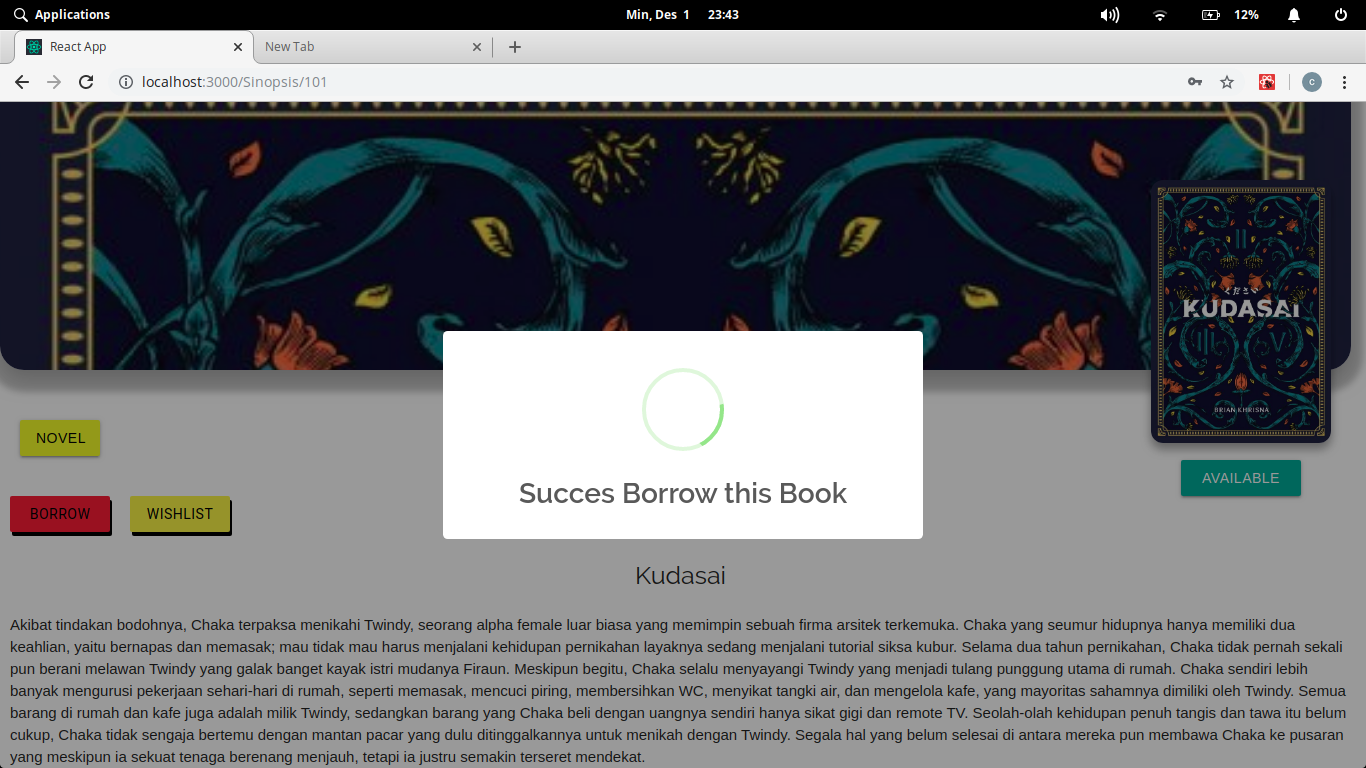 Applications
Min, Des 1 23:43
12%
React App
New Tab
localhost:3000/Sinopsis/101
c
ください
KUDASAI
BRIAN KHRISNA
NOVEL
AVAILABLE
BORROW
WISHLIST
Succes Borrow this Book
Kudasai
Akibat tindakan bodohnya, Chaka terpaksa menikahi Twindy, seorang alpha female luar biasa yang memimpin sebuah firma arsitek terkemuka. Chaka yang seumur hidupnya hanya memiliki dua
keahlian, yaitu bernapas dan memasak; mau tidak mau harus menjalani kehidupan pernikahan layaknya sedang menjalani tutorial siksa kubur. Selama dua tahun pernikahan, Chaka tidak pernah sekali
pun berani melawan Twindy yang galak banget kayak istri mudanya Firaun. Meskipun begitu, Chaka selalu menyayangi Twindy yang menjadi tulang punggung utama di rumah. Chaka sendiri lebih
banyak mengurusi pekerjaan sehari-hari di rumah, seperti memasak, mencuci piring, membersihkan WC, menyikat tangki air, dan mengelola kafe, yang mayoritas sahamnya dimiliki oleh Twindy. Semua
barang di rumah dan kafe juga adalah milik Twindy, sedangkan barang yang Chaka beli dengan uangnya sendiri hanya sikat gigi dan remote TV. Seolah-olah kehidupan penuh tangis dan tawa itu belum
cukup, Chaka tidak sengaja bertemu dengan mantan pacar yang dulu ditinggalkannya untuk menikah dengan Twindy. Segala hal yang belum selesai di antara mereka pun membawa Chaka ke pusaran
yang meskipun ia sekuat tenaga berenang menjauh, tetapi ia justru semakin terseret mendekat.